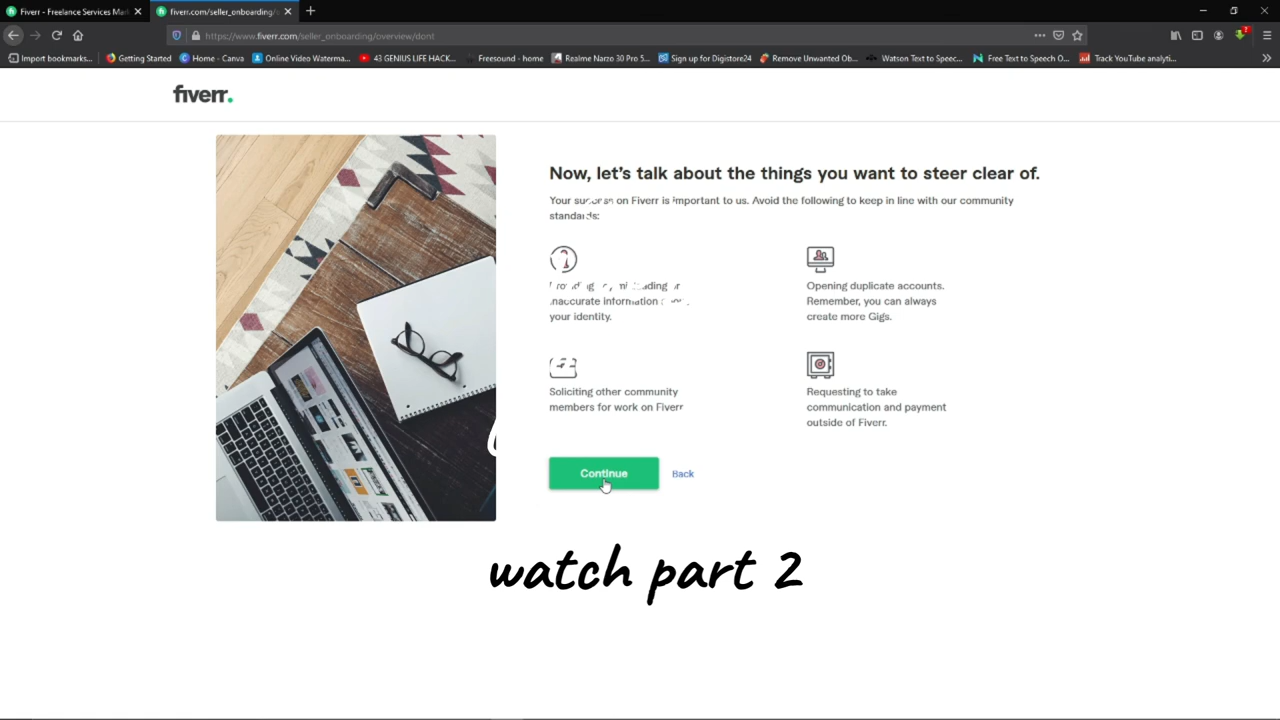 Fiverr - Freelance Services Mar
fiverr.com/seller_onboarding/
https://www.fiverr.com/seller_onboarding/overview/dont
Import bookmarks...
Getting Started
Home - Canva
Online Video Waterma...
43 GENIUS LIFE HACK...
Freesound - home
Realme Narzo 30 Pro 5...
Sign up for Digistore24
Remove Unwanted Ob...
Watson Text to Speec...
Free Text to Speech O...
Track YouTube analyti...
fiverr.
Now, let's talk about the things you want to steer clear of.
Your on Fiverr is important to us. Avoid the following to keep in line with our community
standards:
inaccurate information
your identity.
Opening duplicate accounts.
Remember, you can always
create more Gigs.
Soliciting other community
members for work on Fiverr
Requesting to take
communication and payment
outside of Fiverr.
Continue
Back
watch part 2